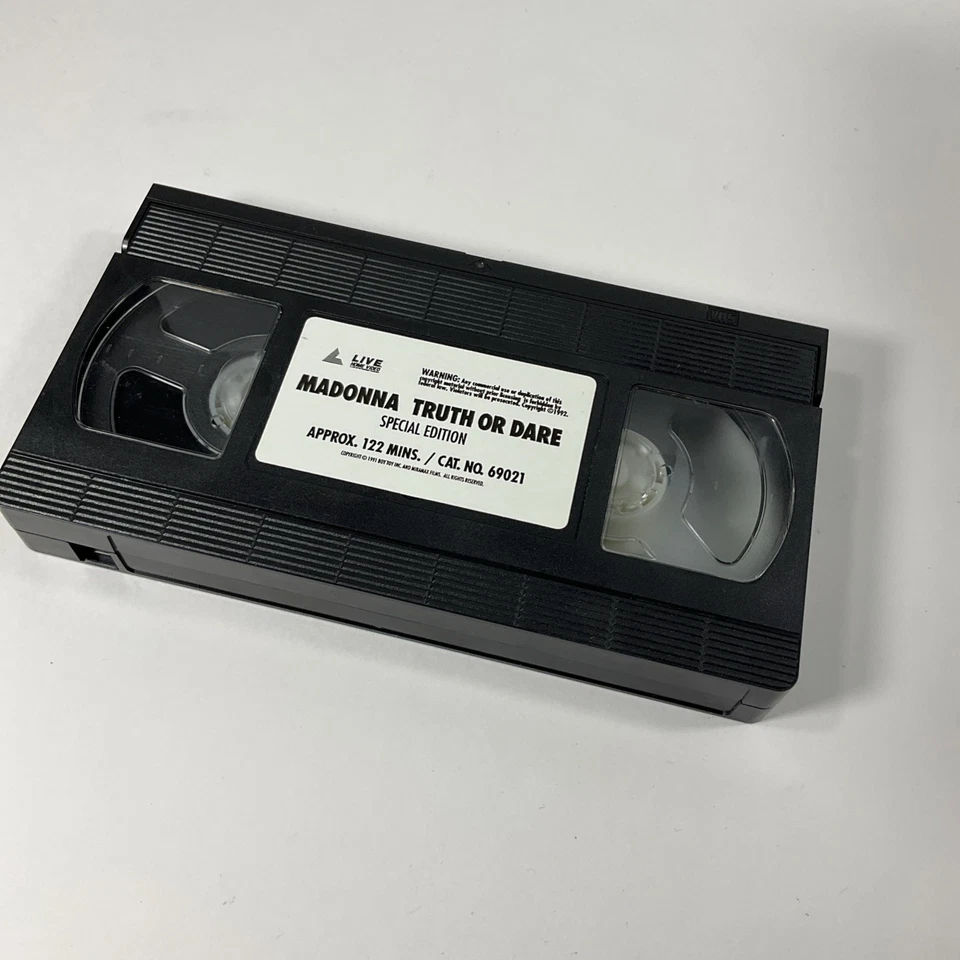 LIVE
HOME VIDEO
WARNING: Any commercial use or duplication of this
copyright material without prior licensing is forbidden by
federal law. Violators will be prosecuted. Copyright ©1992.
MADONNA TRUTH OR DARE
SPECIAL EDITION
APPROX. 122 MINS. / CAT. NO. 69021
COPYRIGHT © 1991 BOY TOY INC. AND MIRAMAX FILMS. ALL RIGHTS RESERVED.
VHS